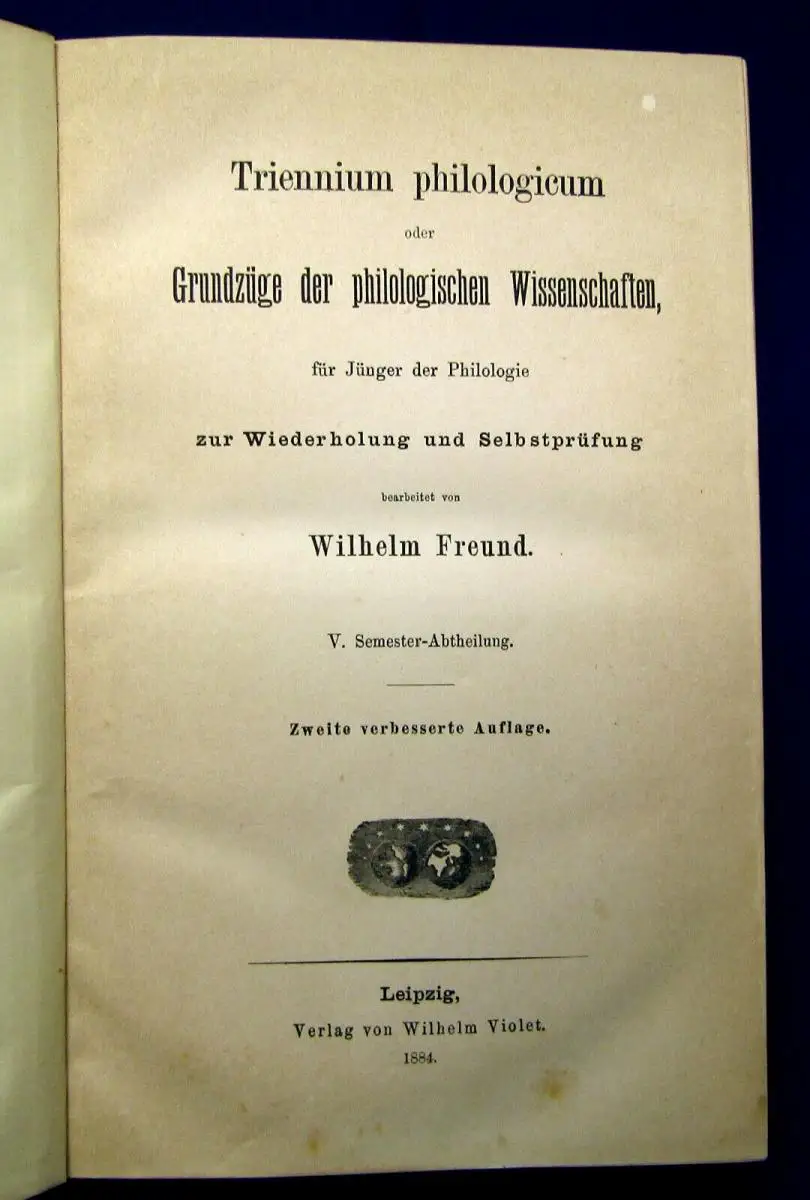 Triennium philologicum
oder
Grundzüge der philologischen Wissenschaften,
für Jünger der Philologie
zur Wiederholung und Selbstprüfung
bearbeitet von
Wilhelm Freund.
V. Semester-Abtheilung.
Zweite verbesserte Auflage.
Leipzig,
Verlag von Wilhelm Violet.
1884.